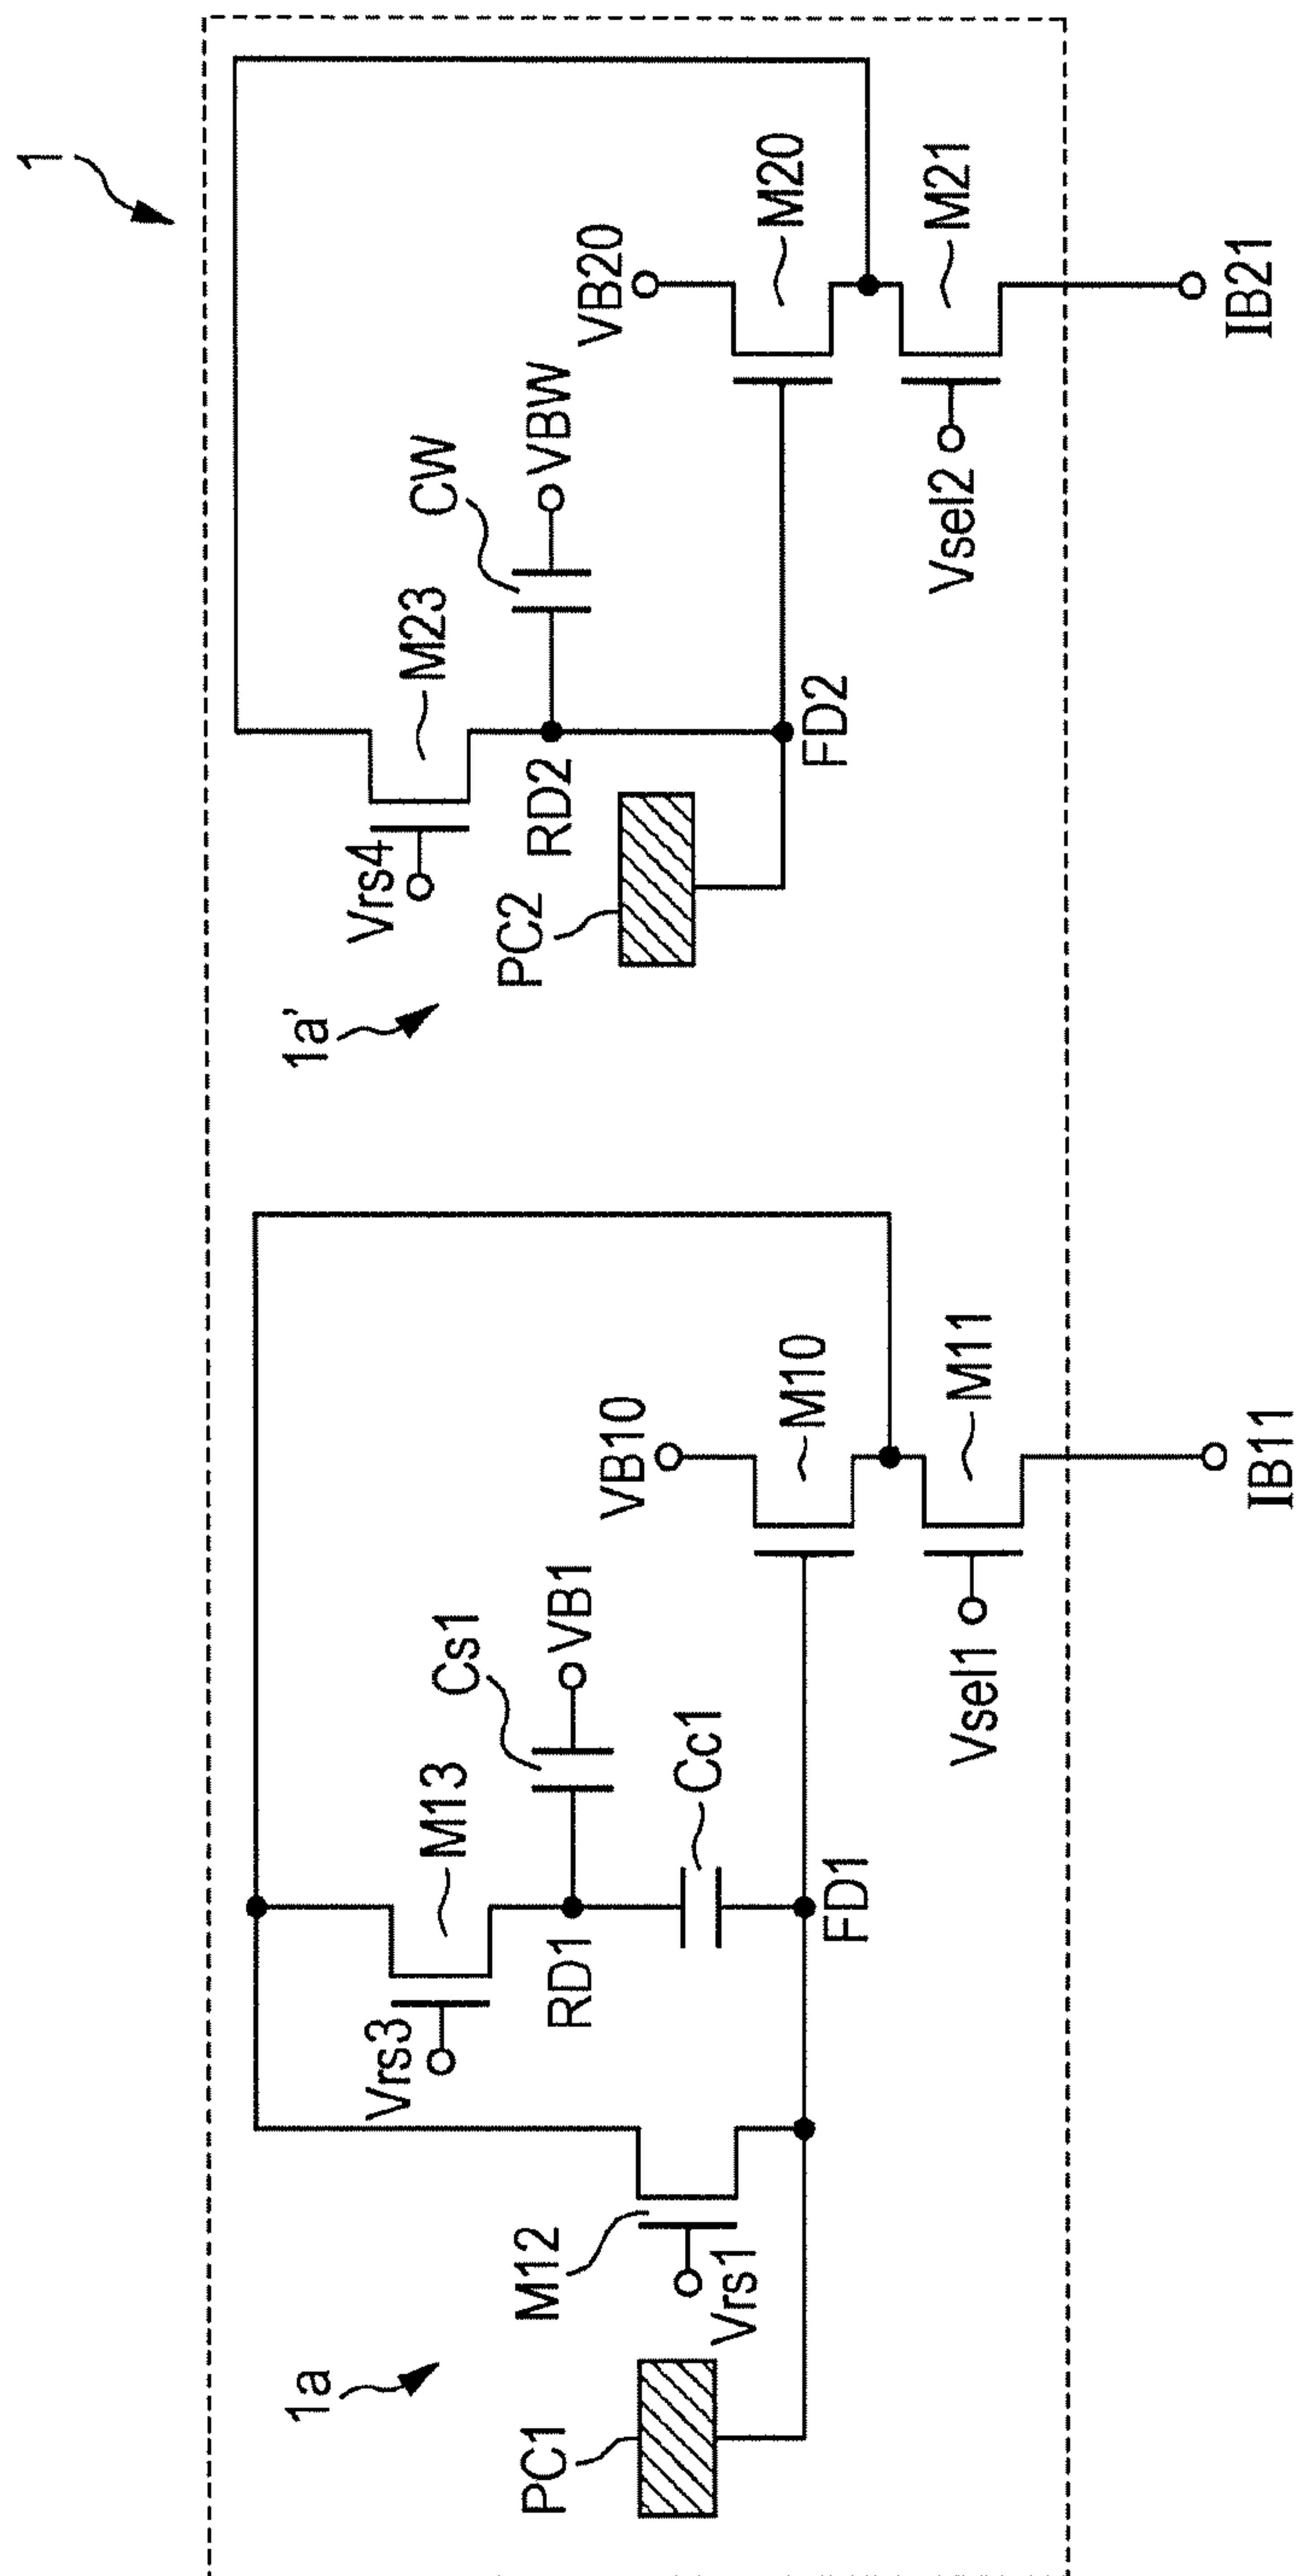 1
1a
PC1
M12
Vrs1
Vrs3
M13
RD1
Cs1
VB1
Cc1
FD1
VB10
M10
M11
Vsel1
IB11
1a'
PC2
Vrs4
M23
RD2
CW
VBW
FD2
VB20
M20
M21
Vsel2
IB21